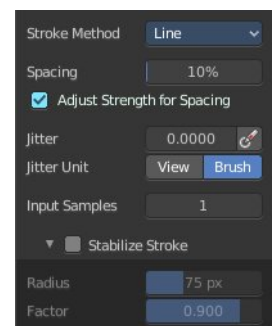 Stroke Method Line
Spacing 10%
Adjust Strength for Spacing
Jitter 0.0000
Jitter Unit View Brush
Input Samples 1
Stabilize Stroke
Radius 75 px
Factor 0.900